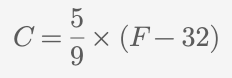 C = 5/9 × (F − 32)